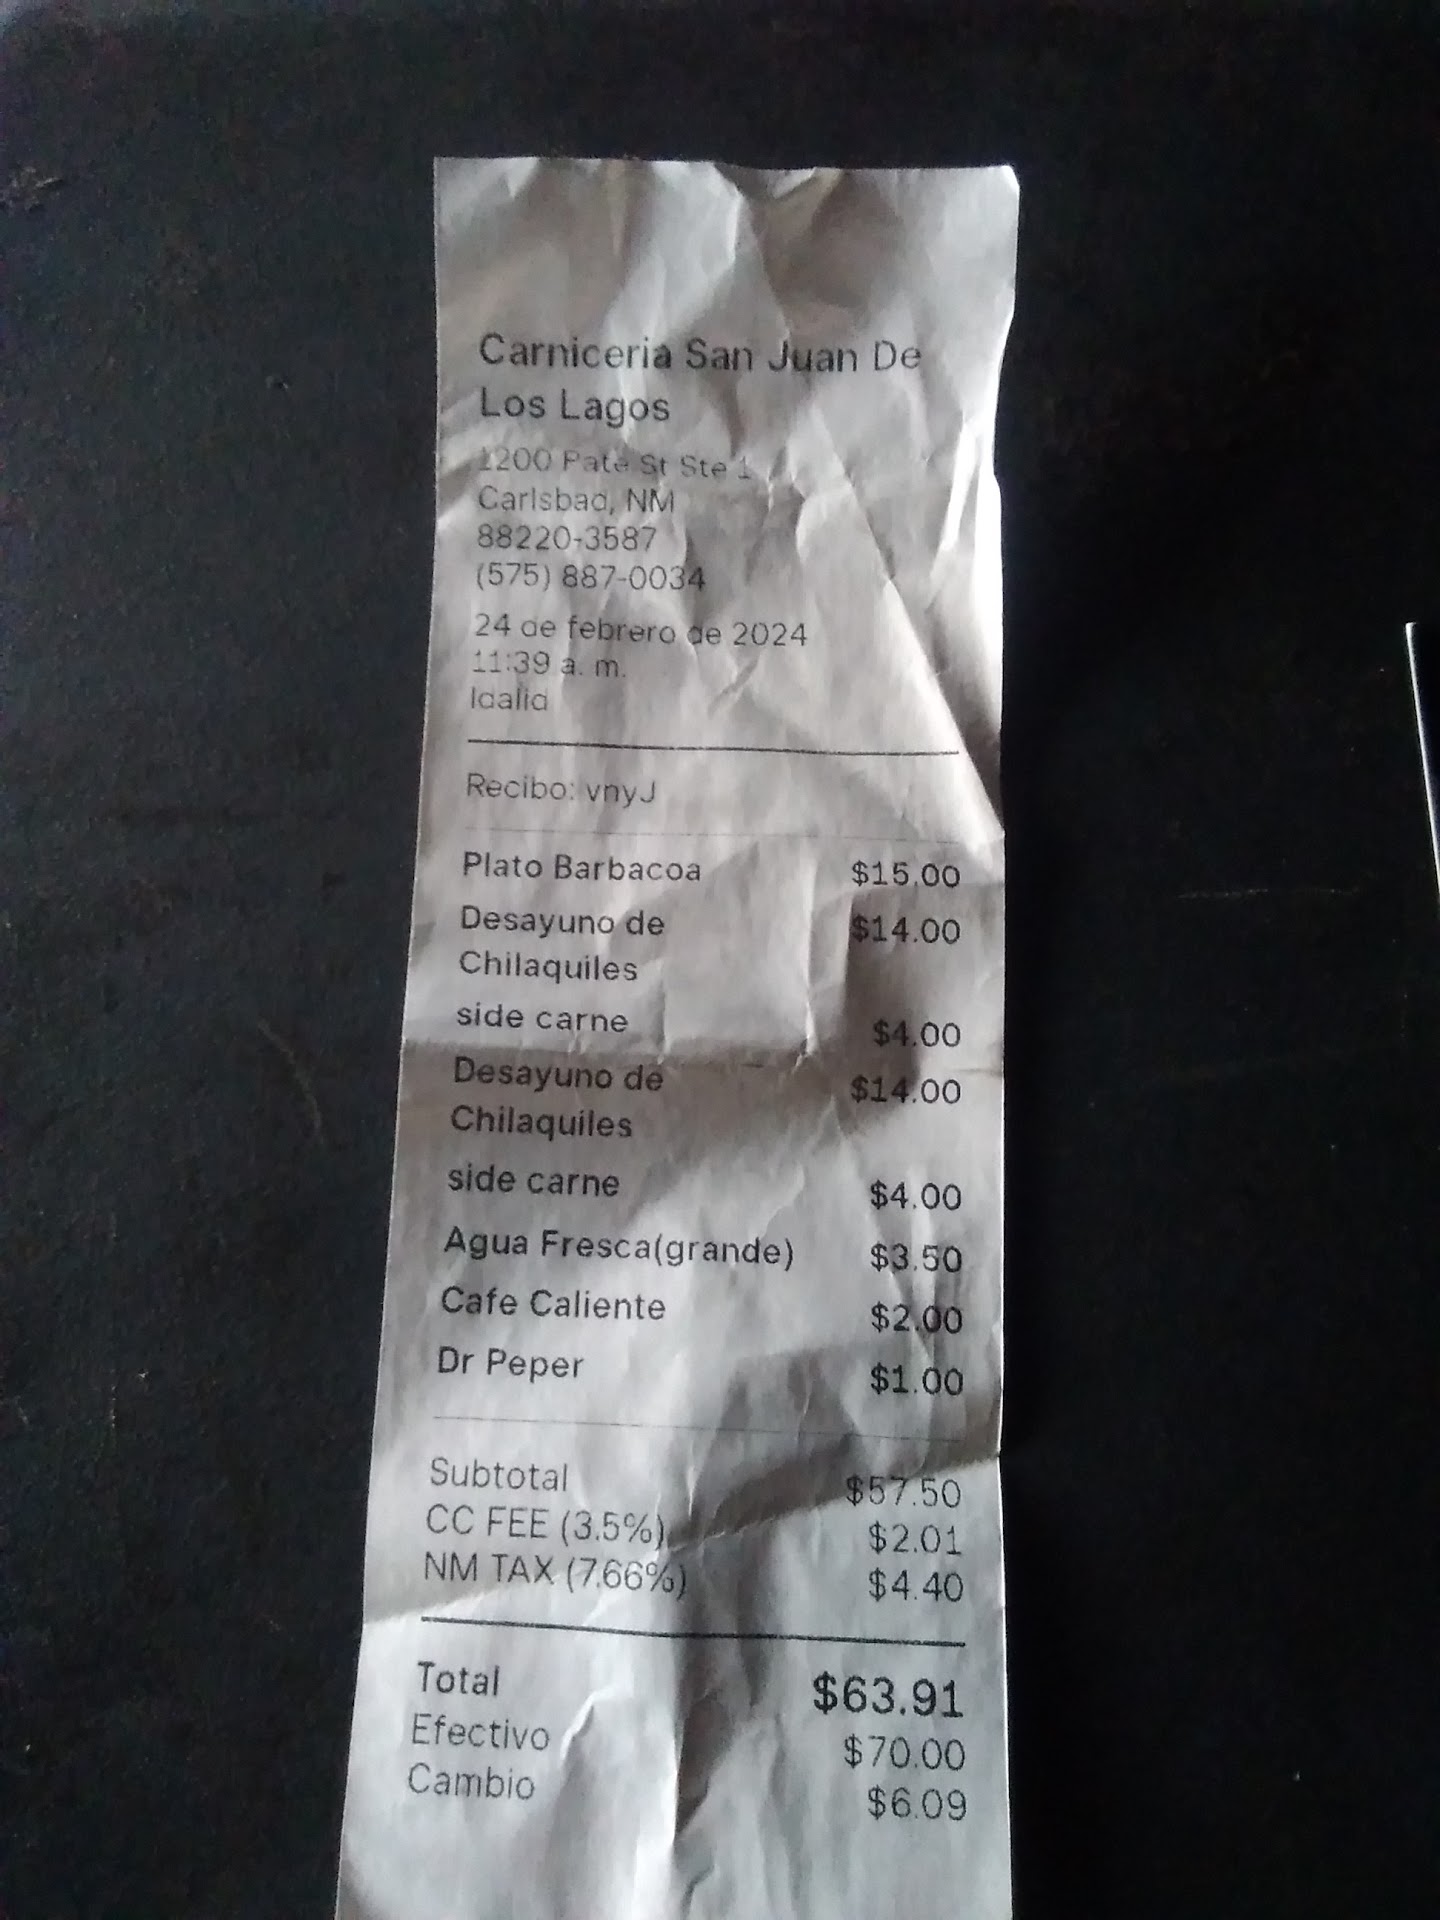 Carniceria San Juan De
Los Lagos
1200 Pate St Ste 1
Carlsbad, NM
88220-3587
(575) 887-0034
24 de febrero de 2024
11:39 a. m.
Idalid
Recibo: vnyJ
Plato Barbacoa $15.00
Desayuno de $14.00
Chilaquiles
side carne $4.00
Desayuno de $14.00
Chilaquiles
side carne $4.00
Agua Fresca(grande) $3.50
Cafe Caliente $2.00
Dr Peper $1.00
Subtotal $57.50
CC FEE (3.5%) $2.01
NM TAX (7.66%) $4.40
Total $63.91
Efectivo $70.00
Cambio $6.09